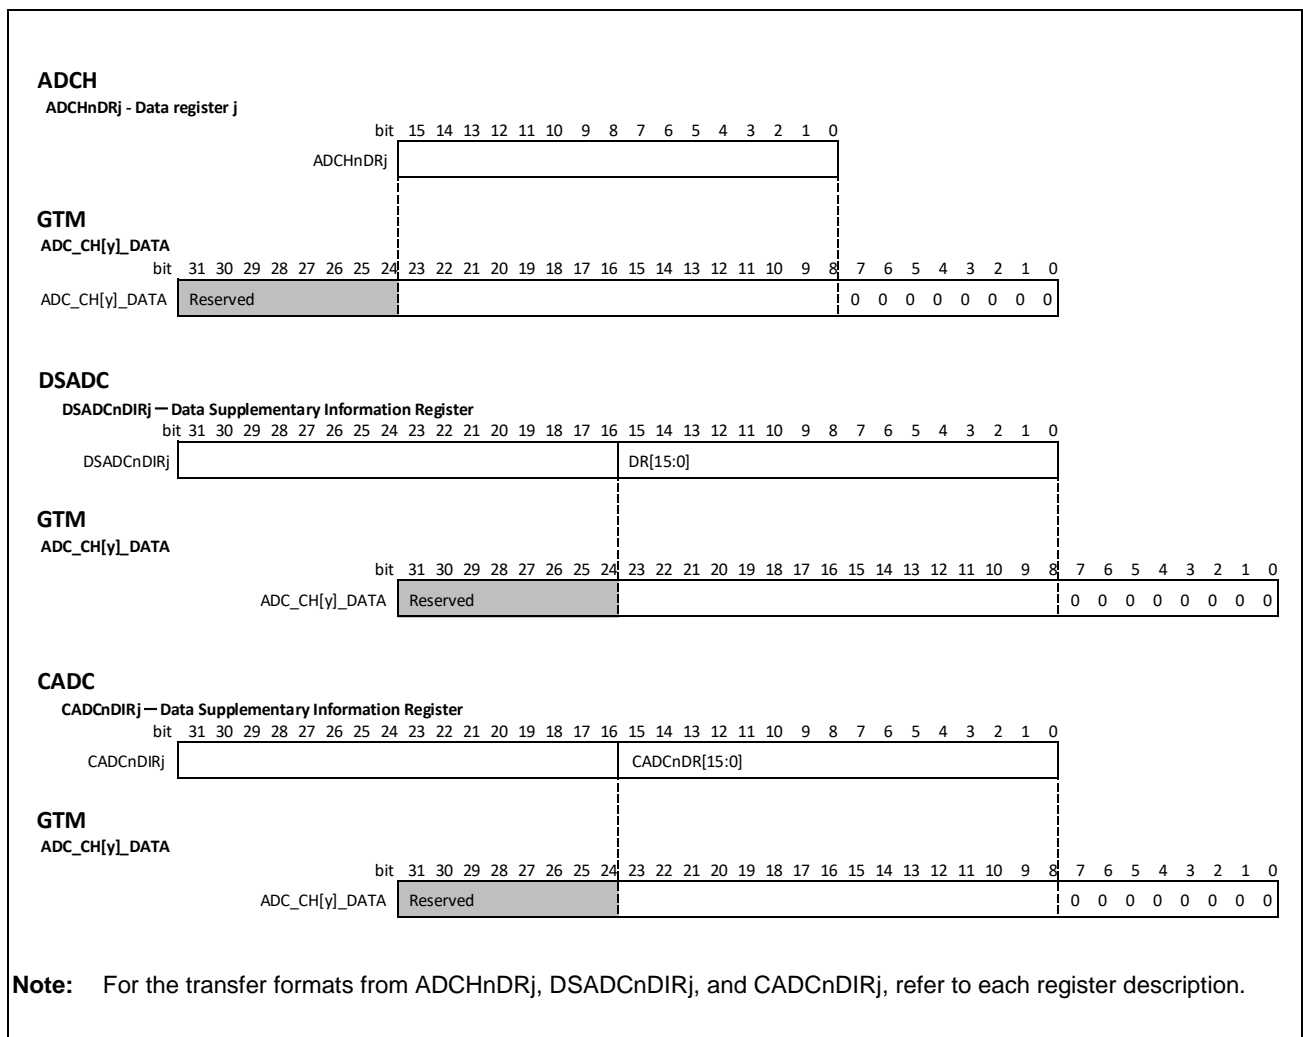 ADCH
ADCHnDRj - Data register j
bit 15 14 13 12 11 10 9 8 7 6 5 4 3 2 1 0
ADCHnDRj
GTM
ADC_CH[y]_DATA
bit 31 30 29 28 27 26 25 24 23 22 21 20 19 18 17 16 15 14 13 12 11 10 9 8 7 6 5 4 3 2 1 0
ADC_CH[y]_DATA Reserved 0 0 0 0 0 0 0 0
DSADC
DSADCnDIRj—Data Supplementary Information Register
bit 31 30 29 28 27 26 25 24 23 22 21 20 19 18 17 16 15 14 13 12 11 10 9 8 7 6 5 4 3 2 1 0
DSADCnDIRj DR[15:0]
GTM
ADC_CH[y]_DATA
bit 31 30 29 28 27 26 25 24 23 22 21 20 19 18 17 16 15 14 13 12 11 10 9 8 7 6 5 4 3 2 1 0
ADC_CH[y]_DATA Reserved 0 0 0 0 0 0 0 0
CADC
CADCnDIRj—Data Supplementary Information Register
bit 31 30 29 28 27 26 25 24 23 22 21 20 19 18 17 16 15 14 13 12 11 10 9 8 7 6 5 4 3 2 1 0
CADCnDIRj CADCnDR[15:0]
GTM
ADC_CH[y]_DATA
bit 31 30 29 28 27 26 25 24 23 22 21 20 19 18 17 16 15 14 13 12 11 10 9 8 7 6 5 4 3 2 1 0
ADC_CH[y]_DATA Reserved 0 0 0 0 0 0 0 0
Note: For the transfer formats from ADCHnDRj, DSADCnDIRj, and CADCnDIRj, refer to each register description.